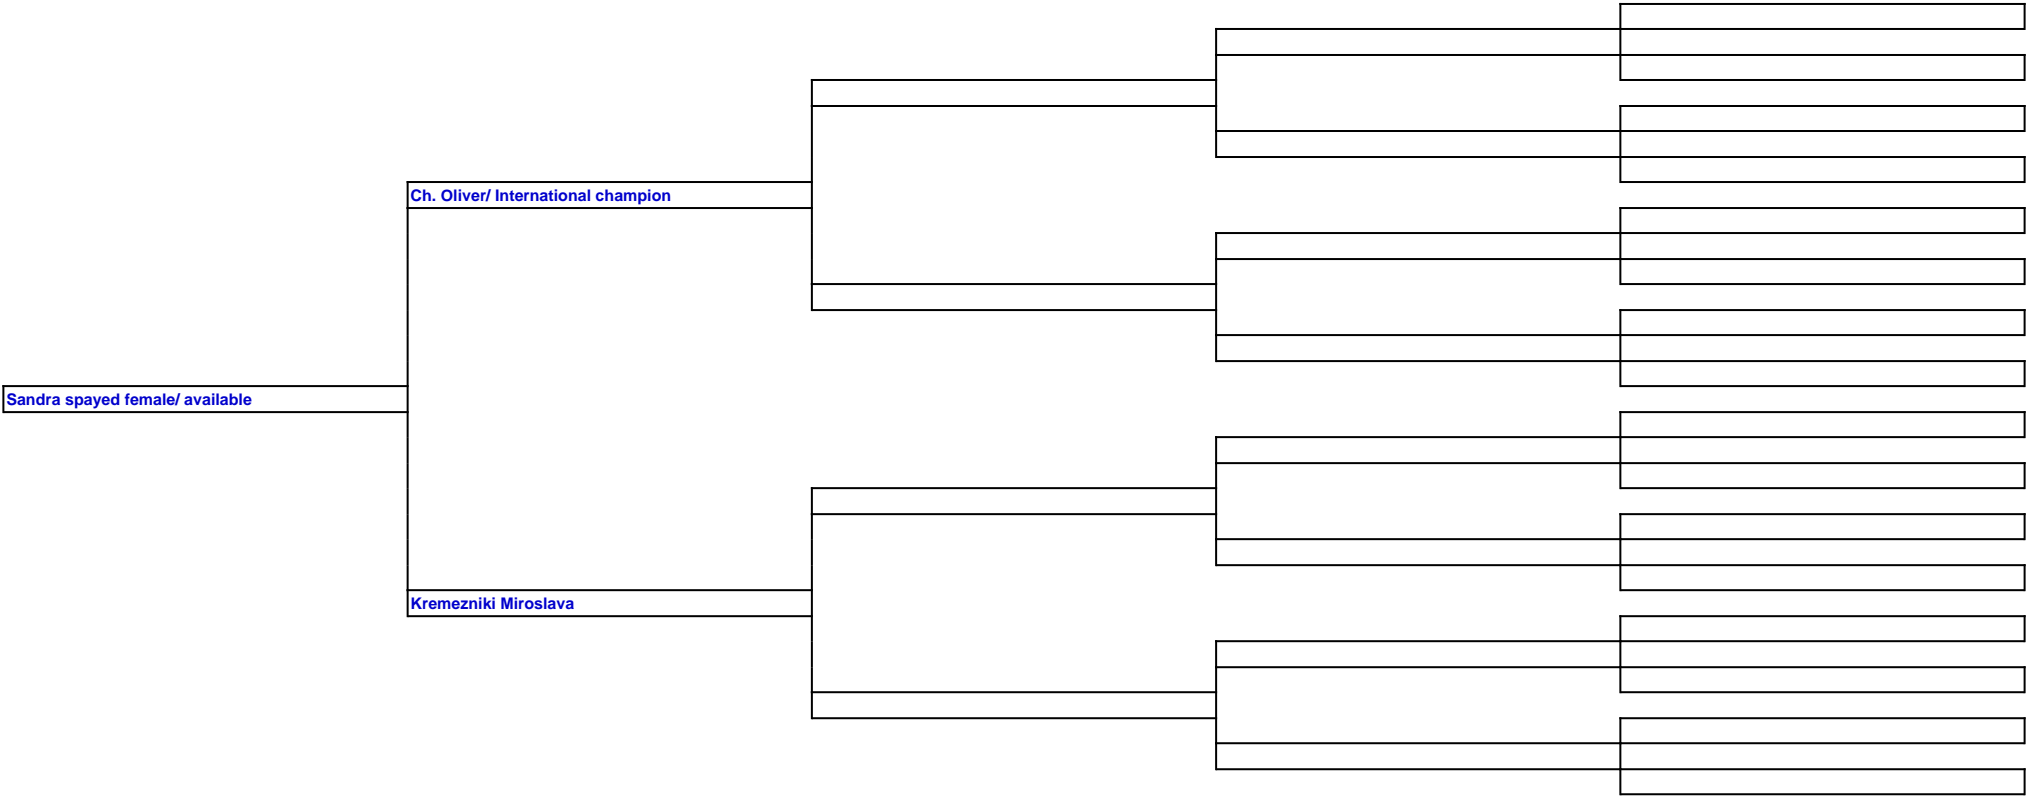 Ch. Oliver/ International champion
Sandra spayed female/ available
Kremezniki Miroslava